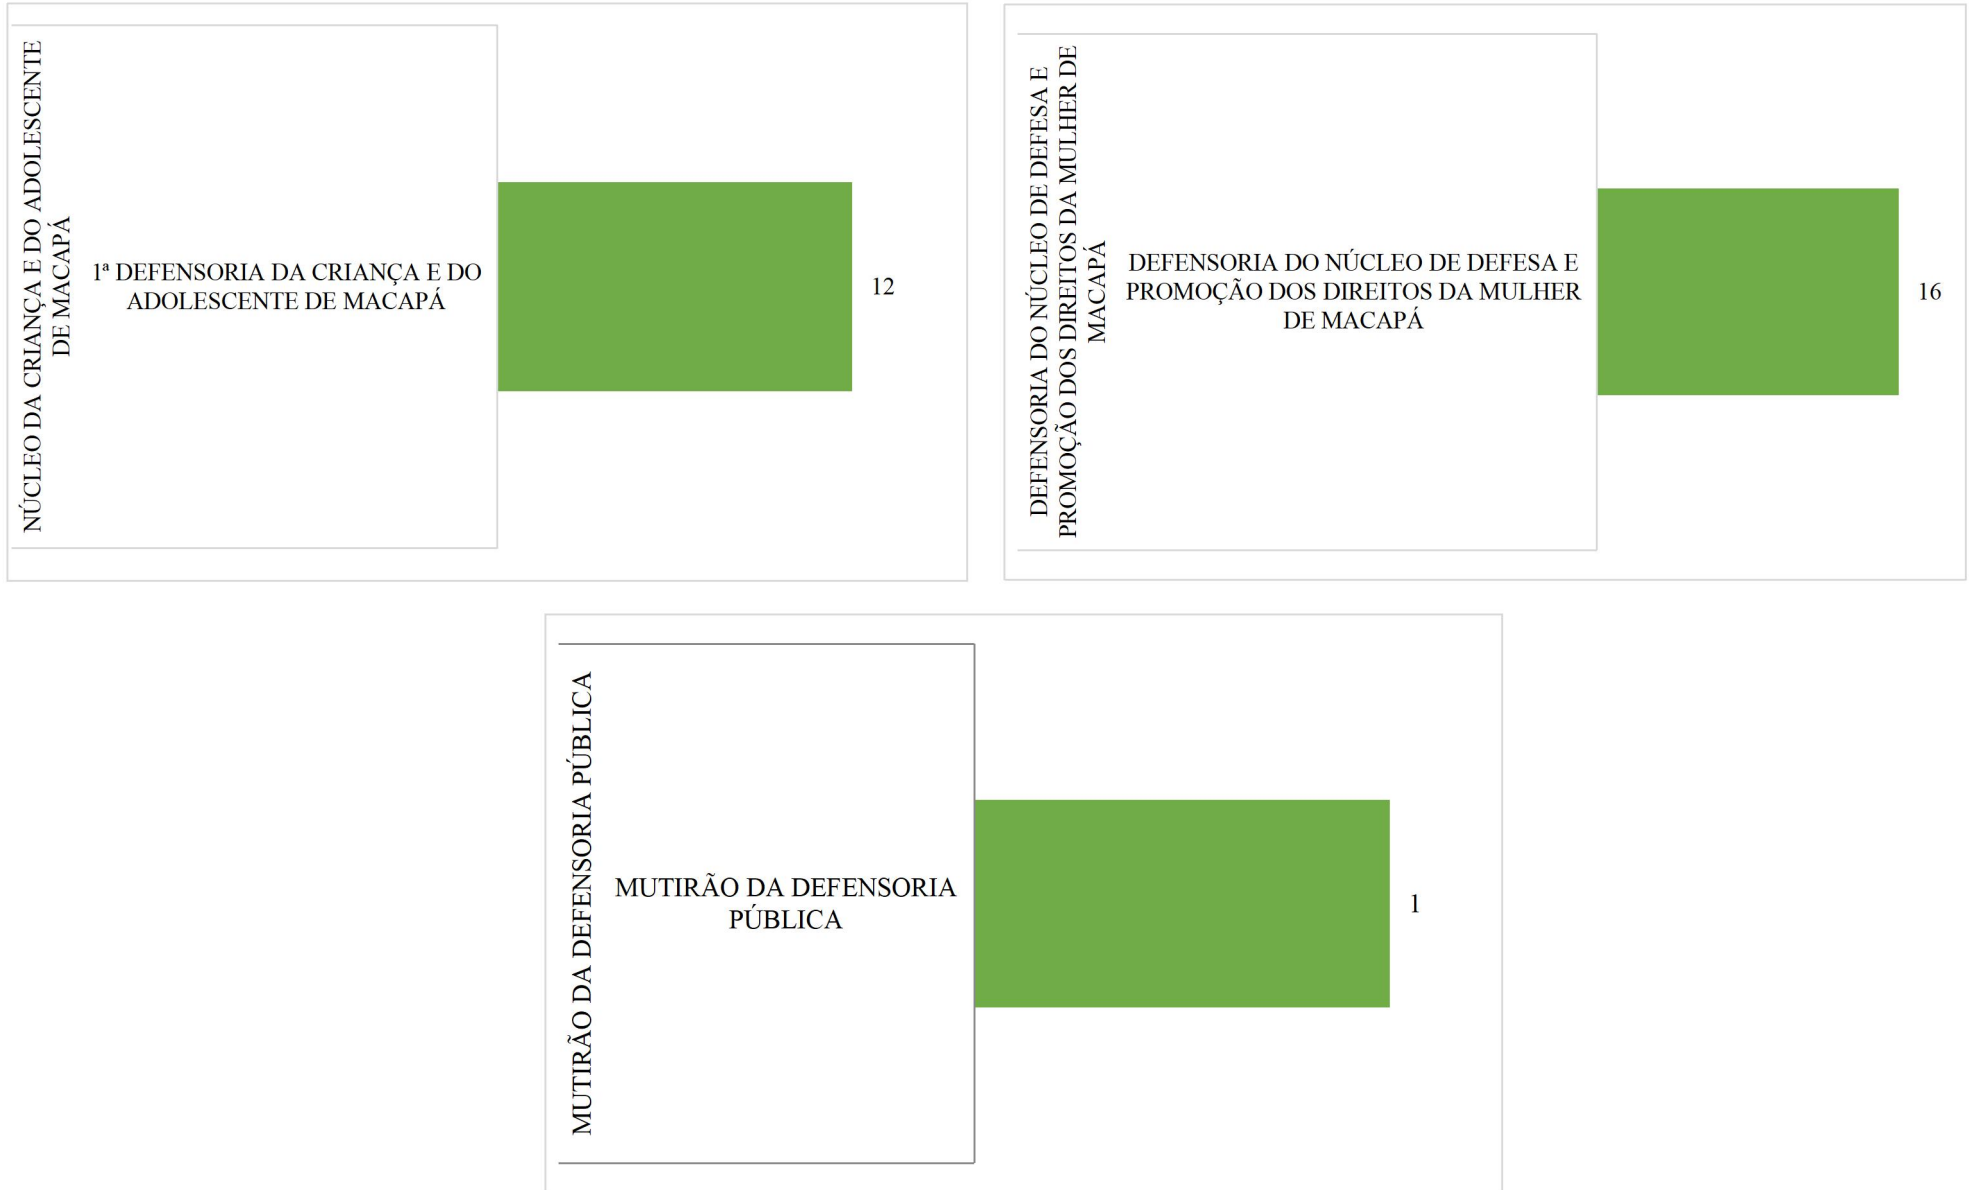 NÚCLEO DA CRIANÇA E DO ADOLESCENTE
DE MACAPÁ
1ª DEFENSORIA DA CRIANÇA E DO
ADOLESCENTE DE MACAPÁ
12
DEFENSORIA DO NÚCLEO DE DEFESA E
PROMOÇÃO DOS DIREITOS DA MULHER DE
MACAPÁ
DEFENSORIA DO NÚCLEO DE DEFESA E
PROMOÇÃO DOS DIREITOS DA MULHER
DE MACAPÁ
16
MUTIRÃO DA DEFENSORIA PÚBLICA
MUTIRÃO DA DEFENSORIA
PÚBLICA
1